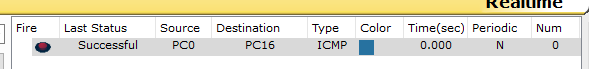 Realtime
Fire Last Status Source Destination Type Color Time(sec) Periodic Num
Successful PC0 PC16 ICMP 0.000 N 0